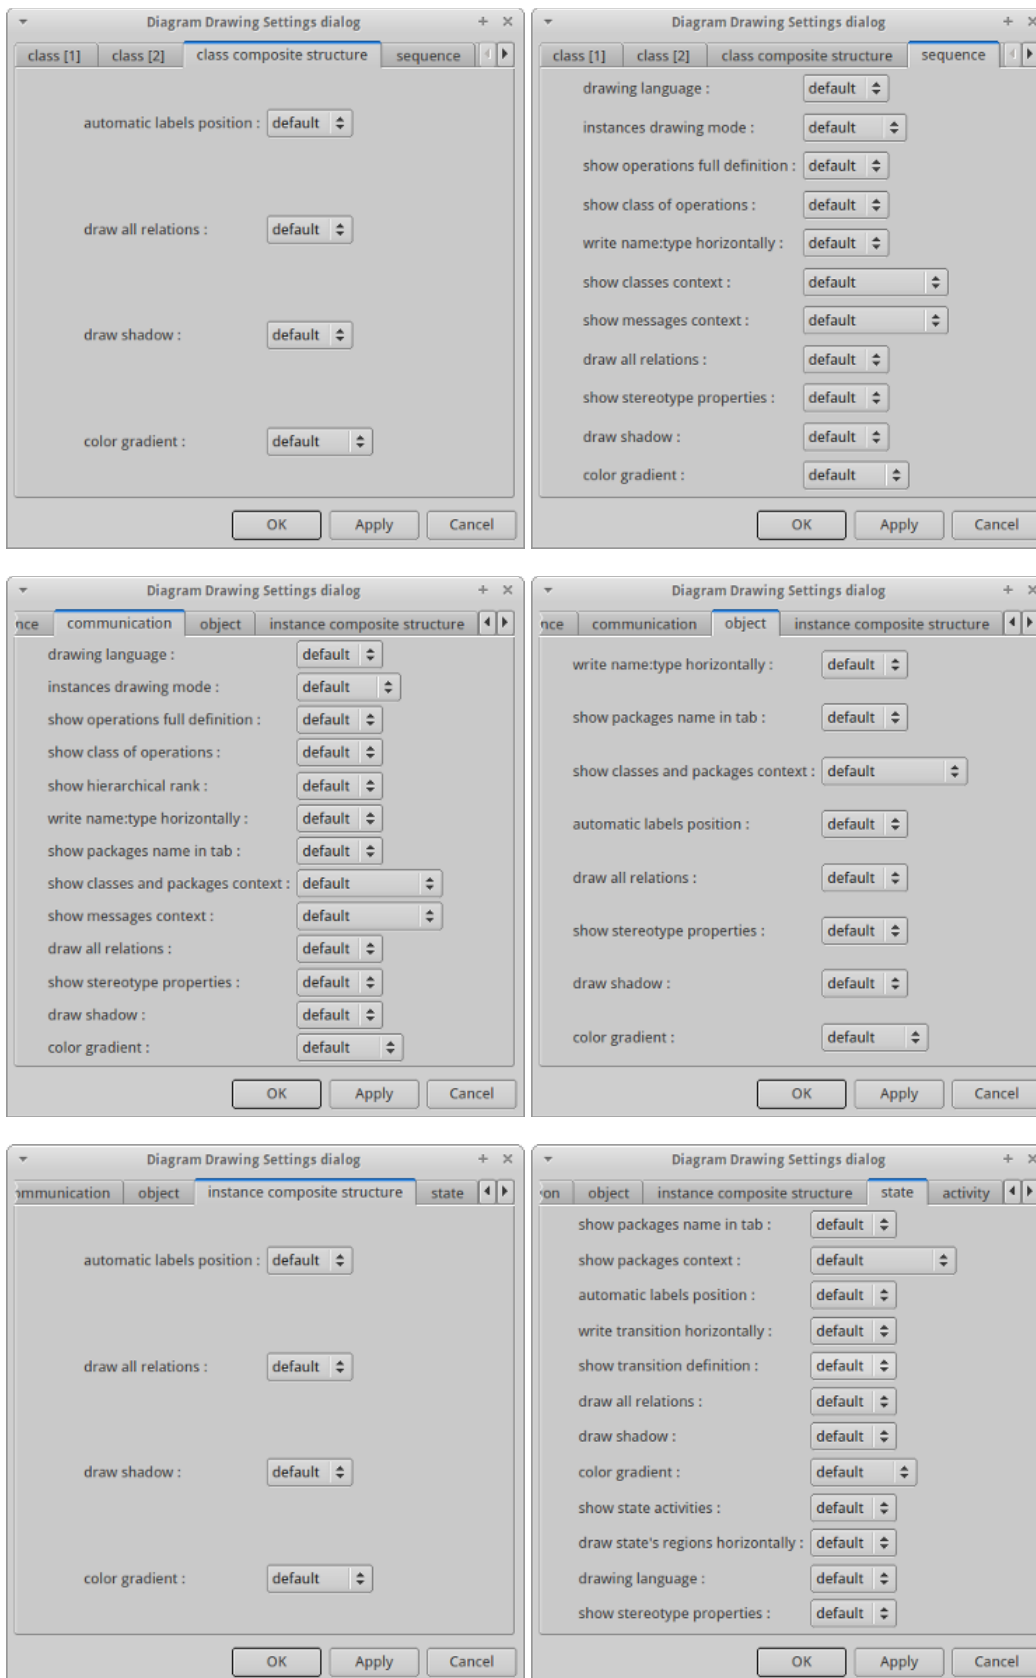 Diagram Drawing Settings dialog
class [1] class [2] class composite structure sequence
automatic labels position : default
draw all relations : default
draw shadow : default
color gradient : default
OK Apply Cancel
Diagram Drawing Settings dialog
class [1] class [2] class composite structure sequence
drawing language : default
instances drawing mode : default
show operations full definition : default
show class of operations : default
write name:type horizontally : default
show classes context : default
show messages context : default
draw all relations : default
show stereotype properties : default
draw shadow : default
color gradient : default
OK Apply Cancel
Diagram Drawing Settings dialog
nce communication object instance composite structure
drawing language : default
instances drawing mode : default
show operations full definition : default
show class of operations : default
show hierarchical rank : default
write name:type horizontally : default
show packages name in tab : default
show classes and packages context : default
show messages context : default
draw all relations : default
show stereotype properties : default
draw shadow : default
color gradient : default
OK Apply Cancel
Diagram Drawing Settings dialog
nce communication object instance composite structure
write name:type horizontally : default
show packages name in tab : default
show classes and packages context : default
automatic labels position : default
draw all relations : default
show stereotype properties : default
draw shadow : default
color gradient : default
OK Apply Cancel
Diagram Drawing Settings dialog
ommunication object instance composite structure state
automatic labels position : default
draw all relations : default
draw shadow : default
color gradient : default
OK Apply Cancel
Diagram Drawing Settings dialog
on object instance composite structure state activity
show packages name in tab : default
show packages context : default
automatic labels position : default
write transition horizontally : default
show transition definition : default
draw all relations : default
draw shadow : default
color gradient : default
show state activities : default
draw state's regions horizontally : default
drawing language : default
show stereotype properties : default
OK Apply Cancel